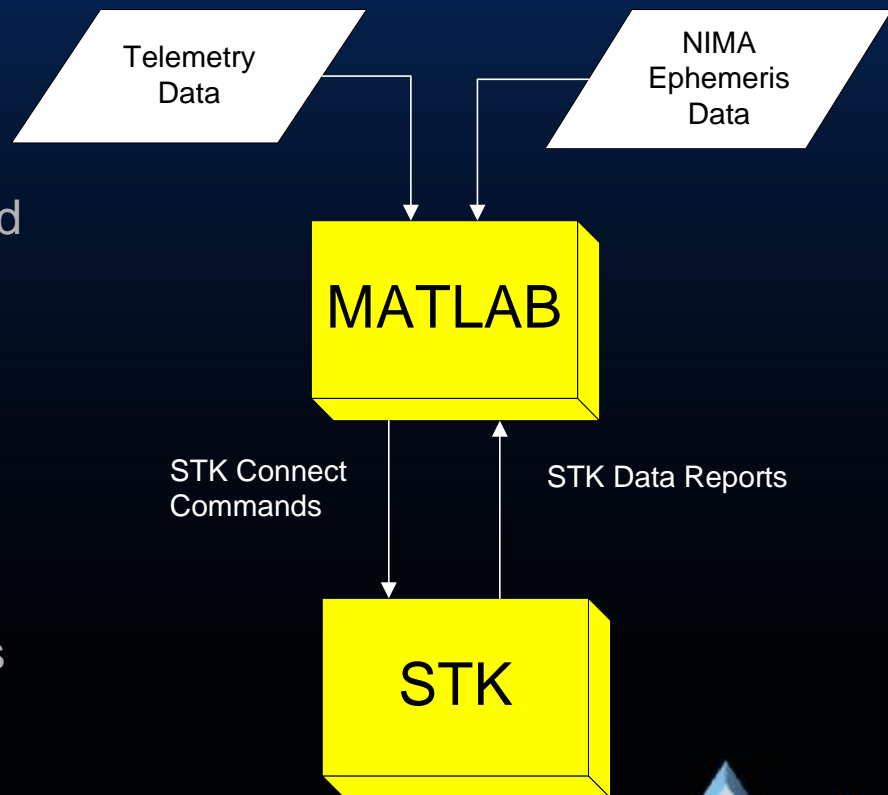 Telemetry
Data
NIMA
Ephemeris
Data
MATLAB
STK Connect
Commands
STK Data Reports
STK